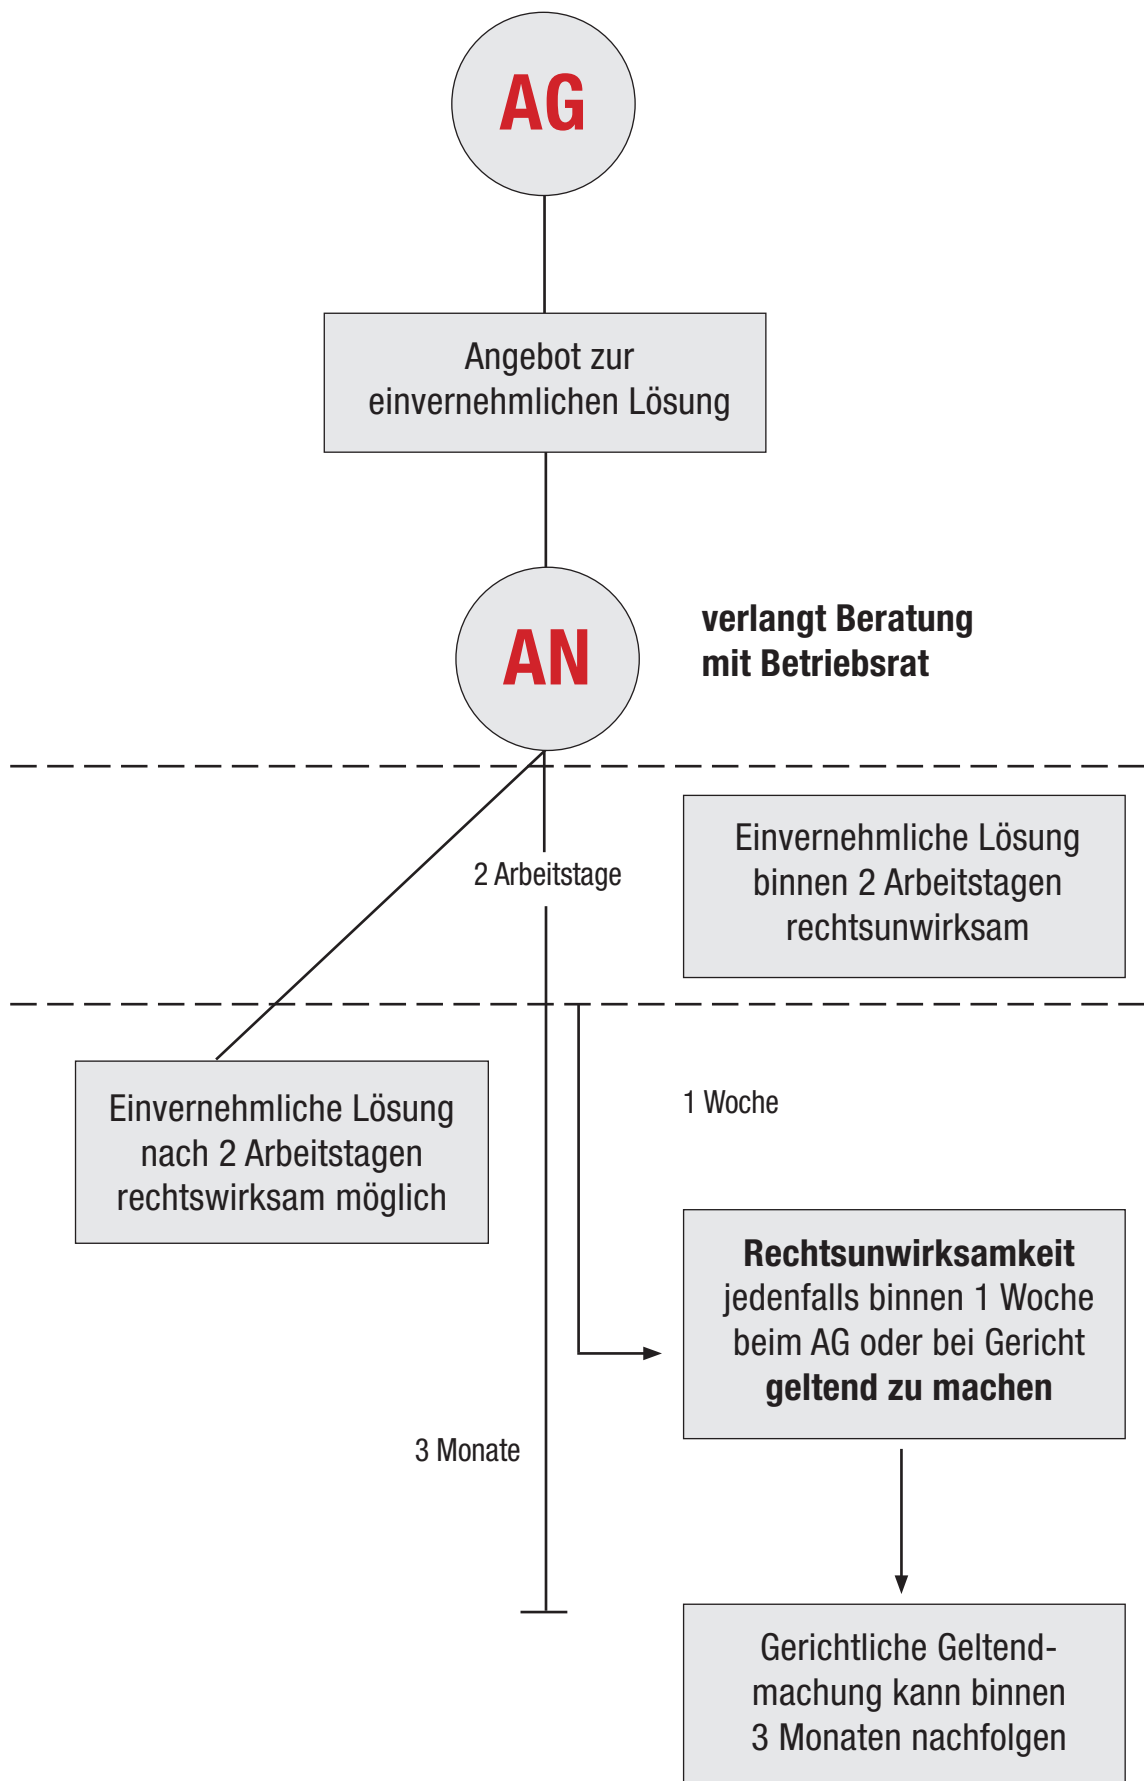 AG
Angebot zur
einvernehmlichen Lösung
AN
verlangt Beratung
mit Betriebsrat
2 Arbeitstage
Einvernehmliche Lösung
binnen 2 Arbeitstagen
rechtsunwirksam
Einvernehmliche Lösung
nach 2 Arbeitstagen
rechtswirksam möglich
1 Woche
Rechtsunwirksamkeit
jedenfalls binnen 1 Woche
beim AG oder bei Gericht
geltend zu machen
3 Monate
Gerichtliche Geltend-
machung kann binnen
3 Monaten nachfolgen